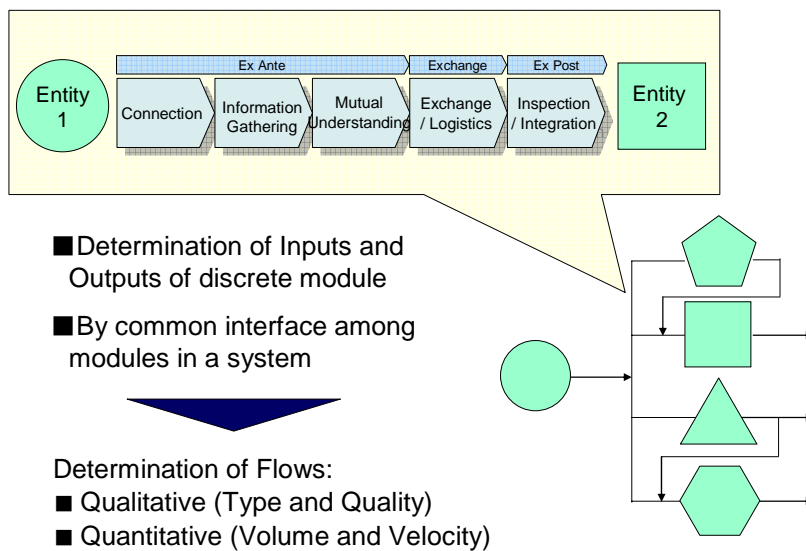 Ex Ante
Exchange
Ex Post
Entity
1
Connection
Information
Gathering
Mutual
Understanding
Exchange
/ Logistics
Inspection
/ Integration
Entity
2
■Determination of Inputs and
Outputs of discrete module
■By common interface among
modules in a system
Determination of Flows:
■ Qualitative (Type and Quality)
■ Quantitative (Volume and Velocity)